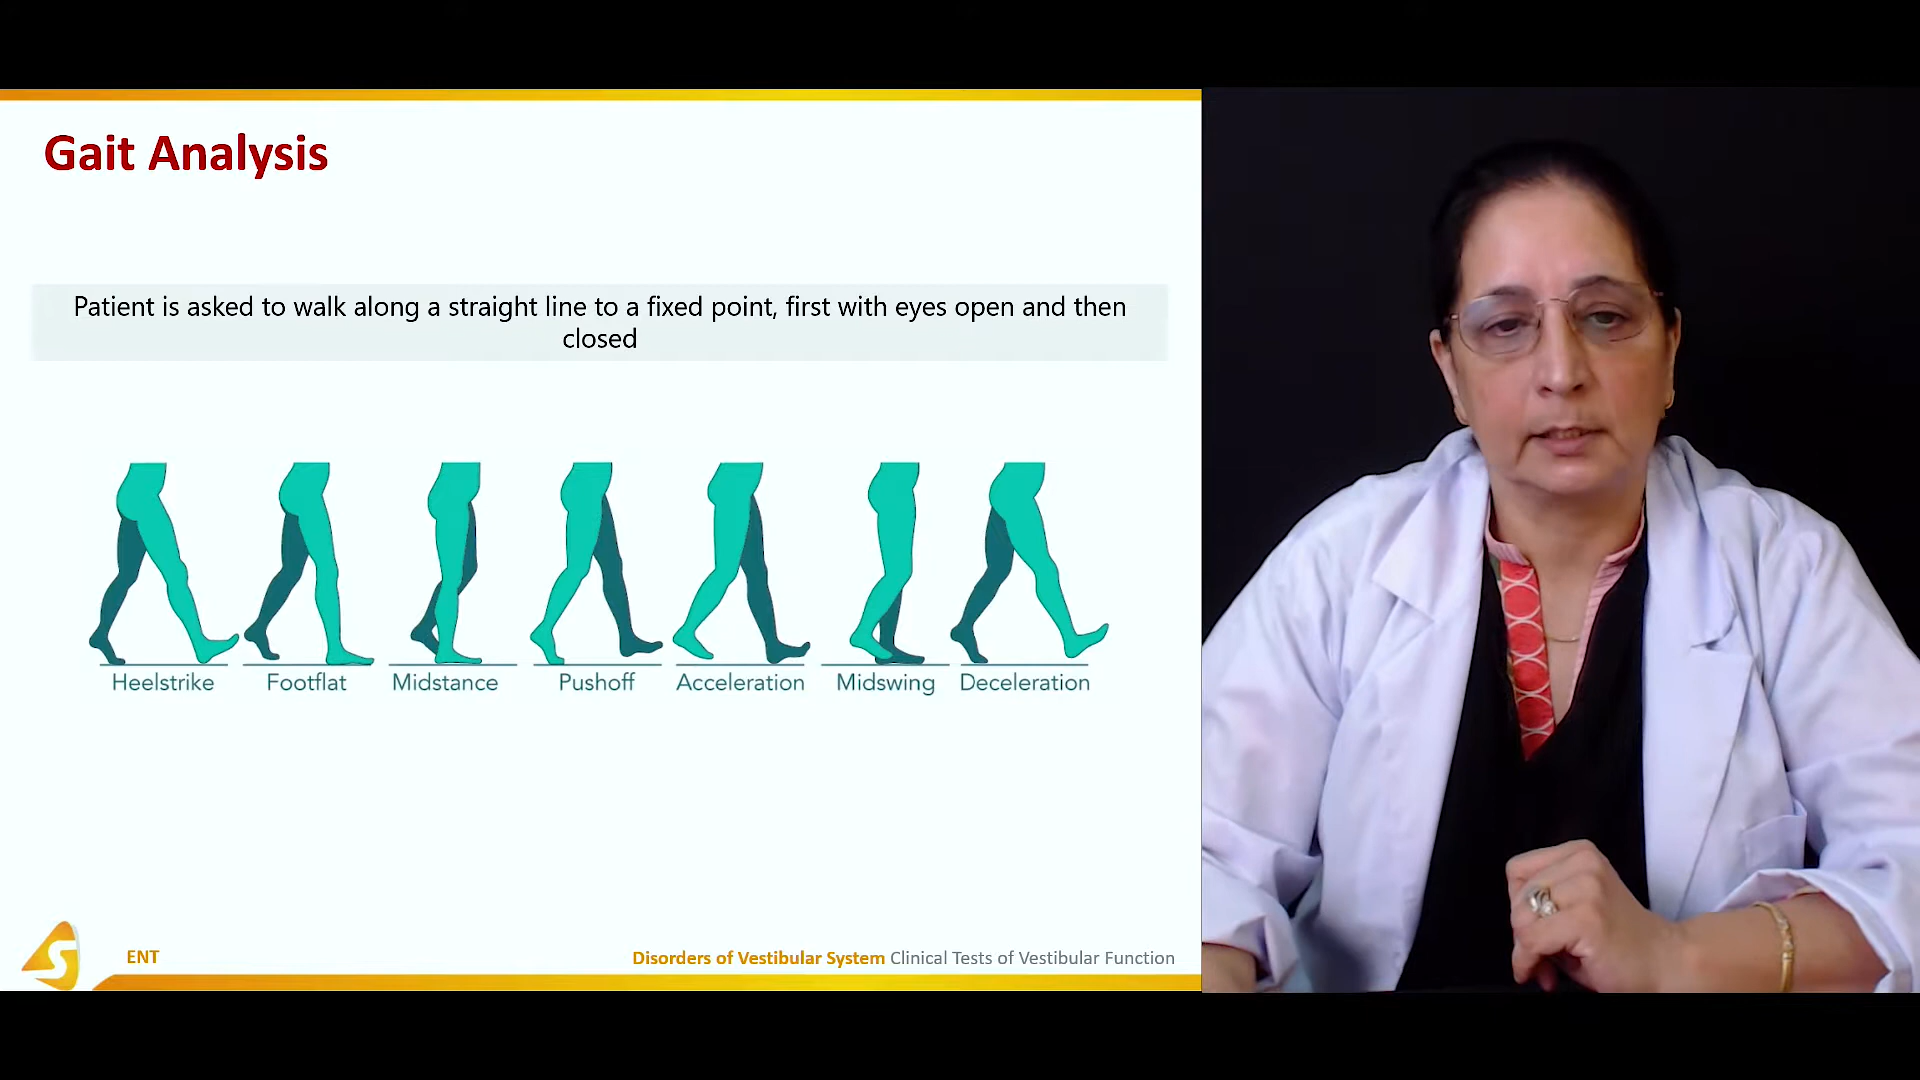 Gait Analysis
Patient is asked to walk along a straight line to a fixed point, first with eyes open and then
closed
Heelstrike Footflat Midstance Pushoff Acceleration Midswing Deceleration
S
ENT
Disorders of Vestibular System Clinical Tests of Vestibular Function